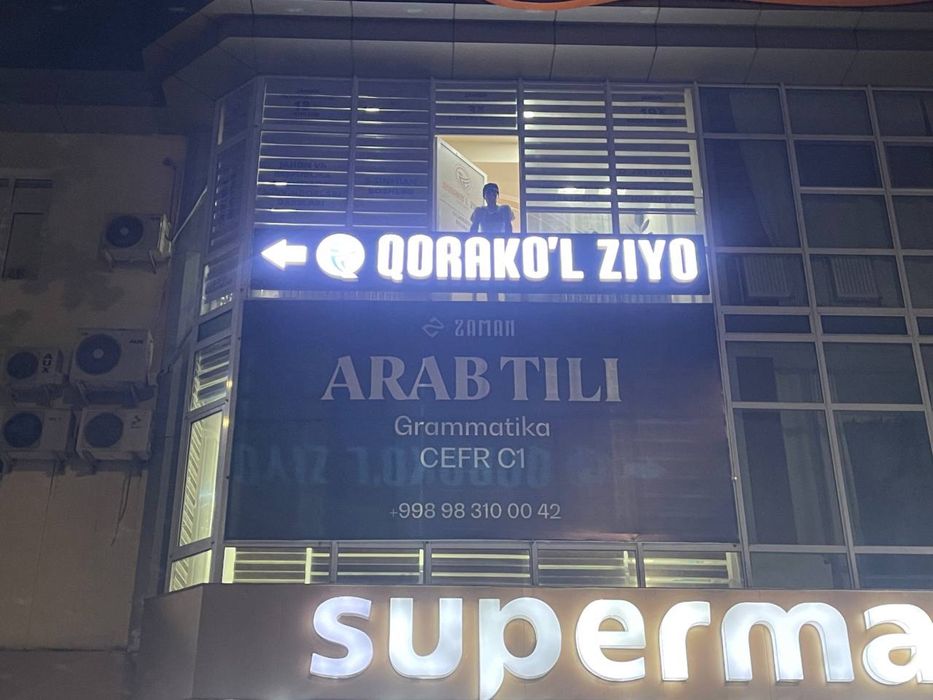 QORAKO'L ZIYO
ZAMAN
ARAB TILI
Grammatika
CEFR C1
+998 98 310 00 42
superma